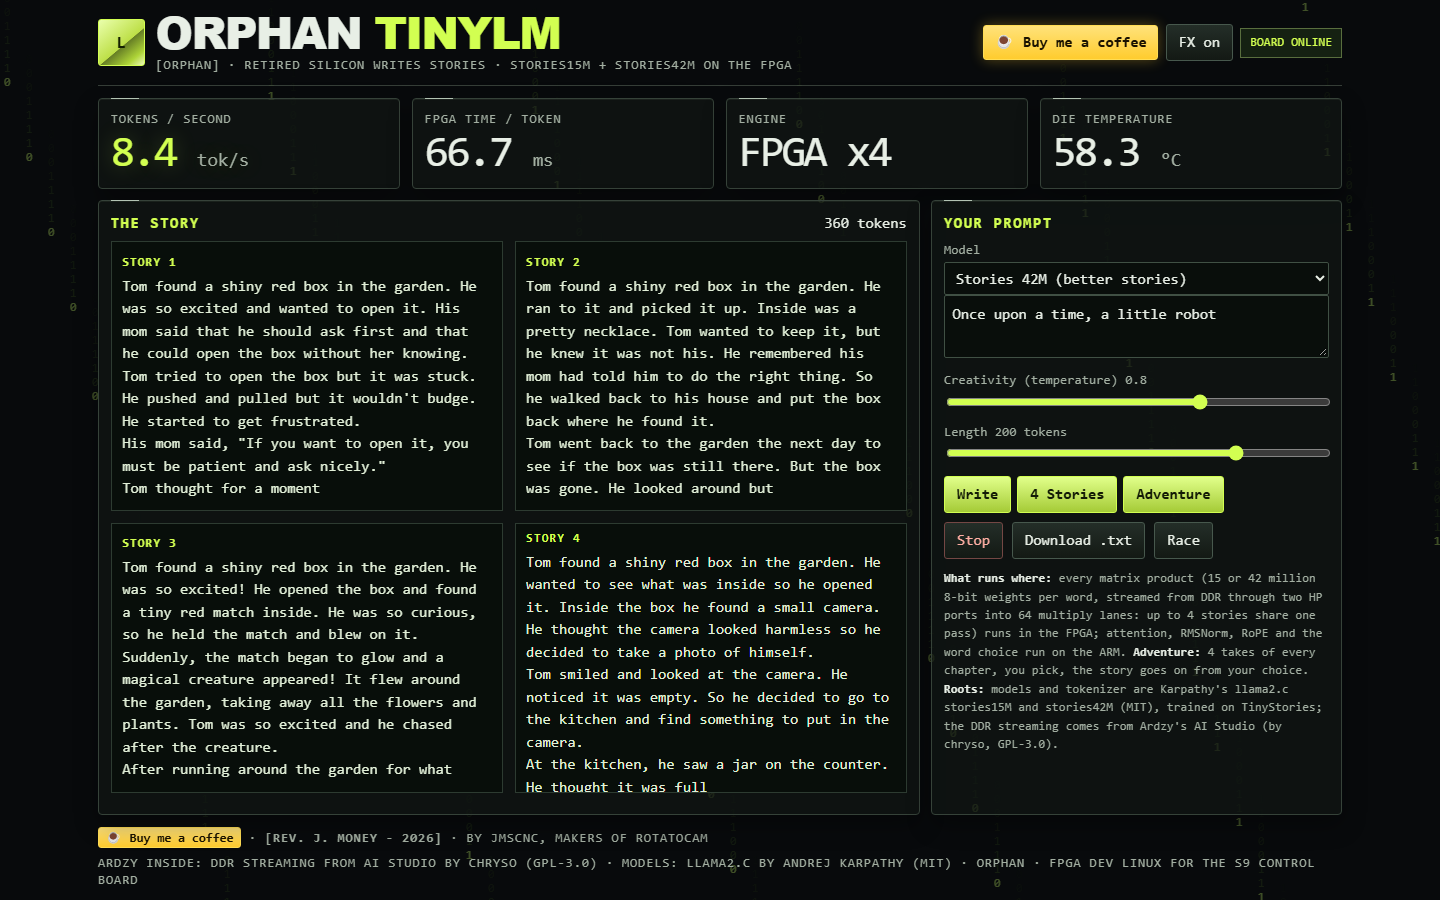 L
ORPHAN TINYLM
[ORPHAN] · RETIRED SILICON WRITES STORIES · STORIES15M + STORIES42M ON THE FPGA
Buy me a coffee
FX on
BOARD ONLINE
TOKENS / SECOND
8.4 tok/s
FPGA TIME / TOKEN
66.7 ms
ENGINE
FPGA x4
DIE TEMPERATURE
58.3 °C
THE STORY
360 tokens
STORY 1
Tom found a shiny red box in the garden. He
was so excited and wanted to open it. His
mom said that he should ask first and that
he could open the box without her knowing.
Tom tried to open the box but it was stuck.
He pushed and pulled but it wouldn't budge.
He started to get frustrated.
His mom said, "If you want to open it, you
must be patient and ask nicely."
Tom thought for a moment
STORY 2
Tom found a shiny red box in the garden. He
ran to it and picked it up. Inside was a
pretty necklace. Tom wanted to keep it, but
he knew it was not his. He remembered his
mom had told him to do the right thing. So
he walked back to his house and put the box
back where he found it.
Tom went back to the garden the next day to
see if the box was still there. But the box
was gone. He looked around but
STORY 3
Tom found a shiny red box in the garden. He
was so excited! He opened the box and found
a tiny red match inside. He was so curious,
so he held the match and blew on it.
Suddenly, the match began to glow and a
magical creature appeared! It flew around
the garden, taking away all the flowers and
plants. Tom was so excited and he chased
after the creature.
After running around the garden for what
STORY 4
Tom found a shiny red box in the garden. He
wanted to see what was inside so he opened
it. Inside the box he found a small camera.
He thought the camera looked harmless so he
decided to take a photo of himself.
Tom smiled and looked at the camera. He
noticed it was empty. So he decided to go to
the kitchen and find something to put in the
camera.
At the kitchen, he saw a jar on the counter.
He thought it was full
YOUR PROMPT
Model
Stories 42M (better stories)
Once upon a time, a little robot
Creativity (temperature) 0.8
Length 200 tokens
Write
4 Stories
Adventure
Stop
Download .txt
Race
What runs where: every matrix product (15 or 42 million
8-bit weights per word, streamed from DDR through two HP
ports into 64 multiply lanes: up to 4 stories share one
pass) runs in the FPGA; attention, RMSNorm, RoPE and the
word choice run on the ARM. Adventure: 4 takes of every
chapter, you pick, the story goes on from your choice.
Roots: models and tokenizer are Karpathy's llama2.c
stories15M and stories42M (MIT), trained on TinyStories;
the DDR streaming comes from Ardzy's AI Studio (by
chryso, GPL-3.0).
Buy me a coffee · [REV. J. MONEY - 2026] · BY JMSCNC, MAKERS OF ROTATOCAM
ARDZY INSIDE: DDR STREAMING FROM AI STUDIO BY CHRYSO (GPL-3.0) · MODELS: LLAMA2.C BY ANDREJ KARPATHY (MIT) · ORPHAN · FPGA DEV LINUX FOR THE S9 CONTROL
BOARD